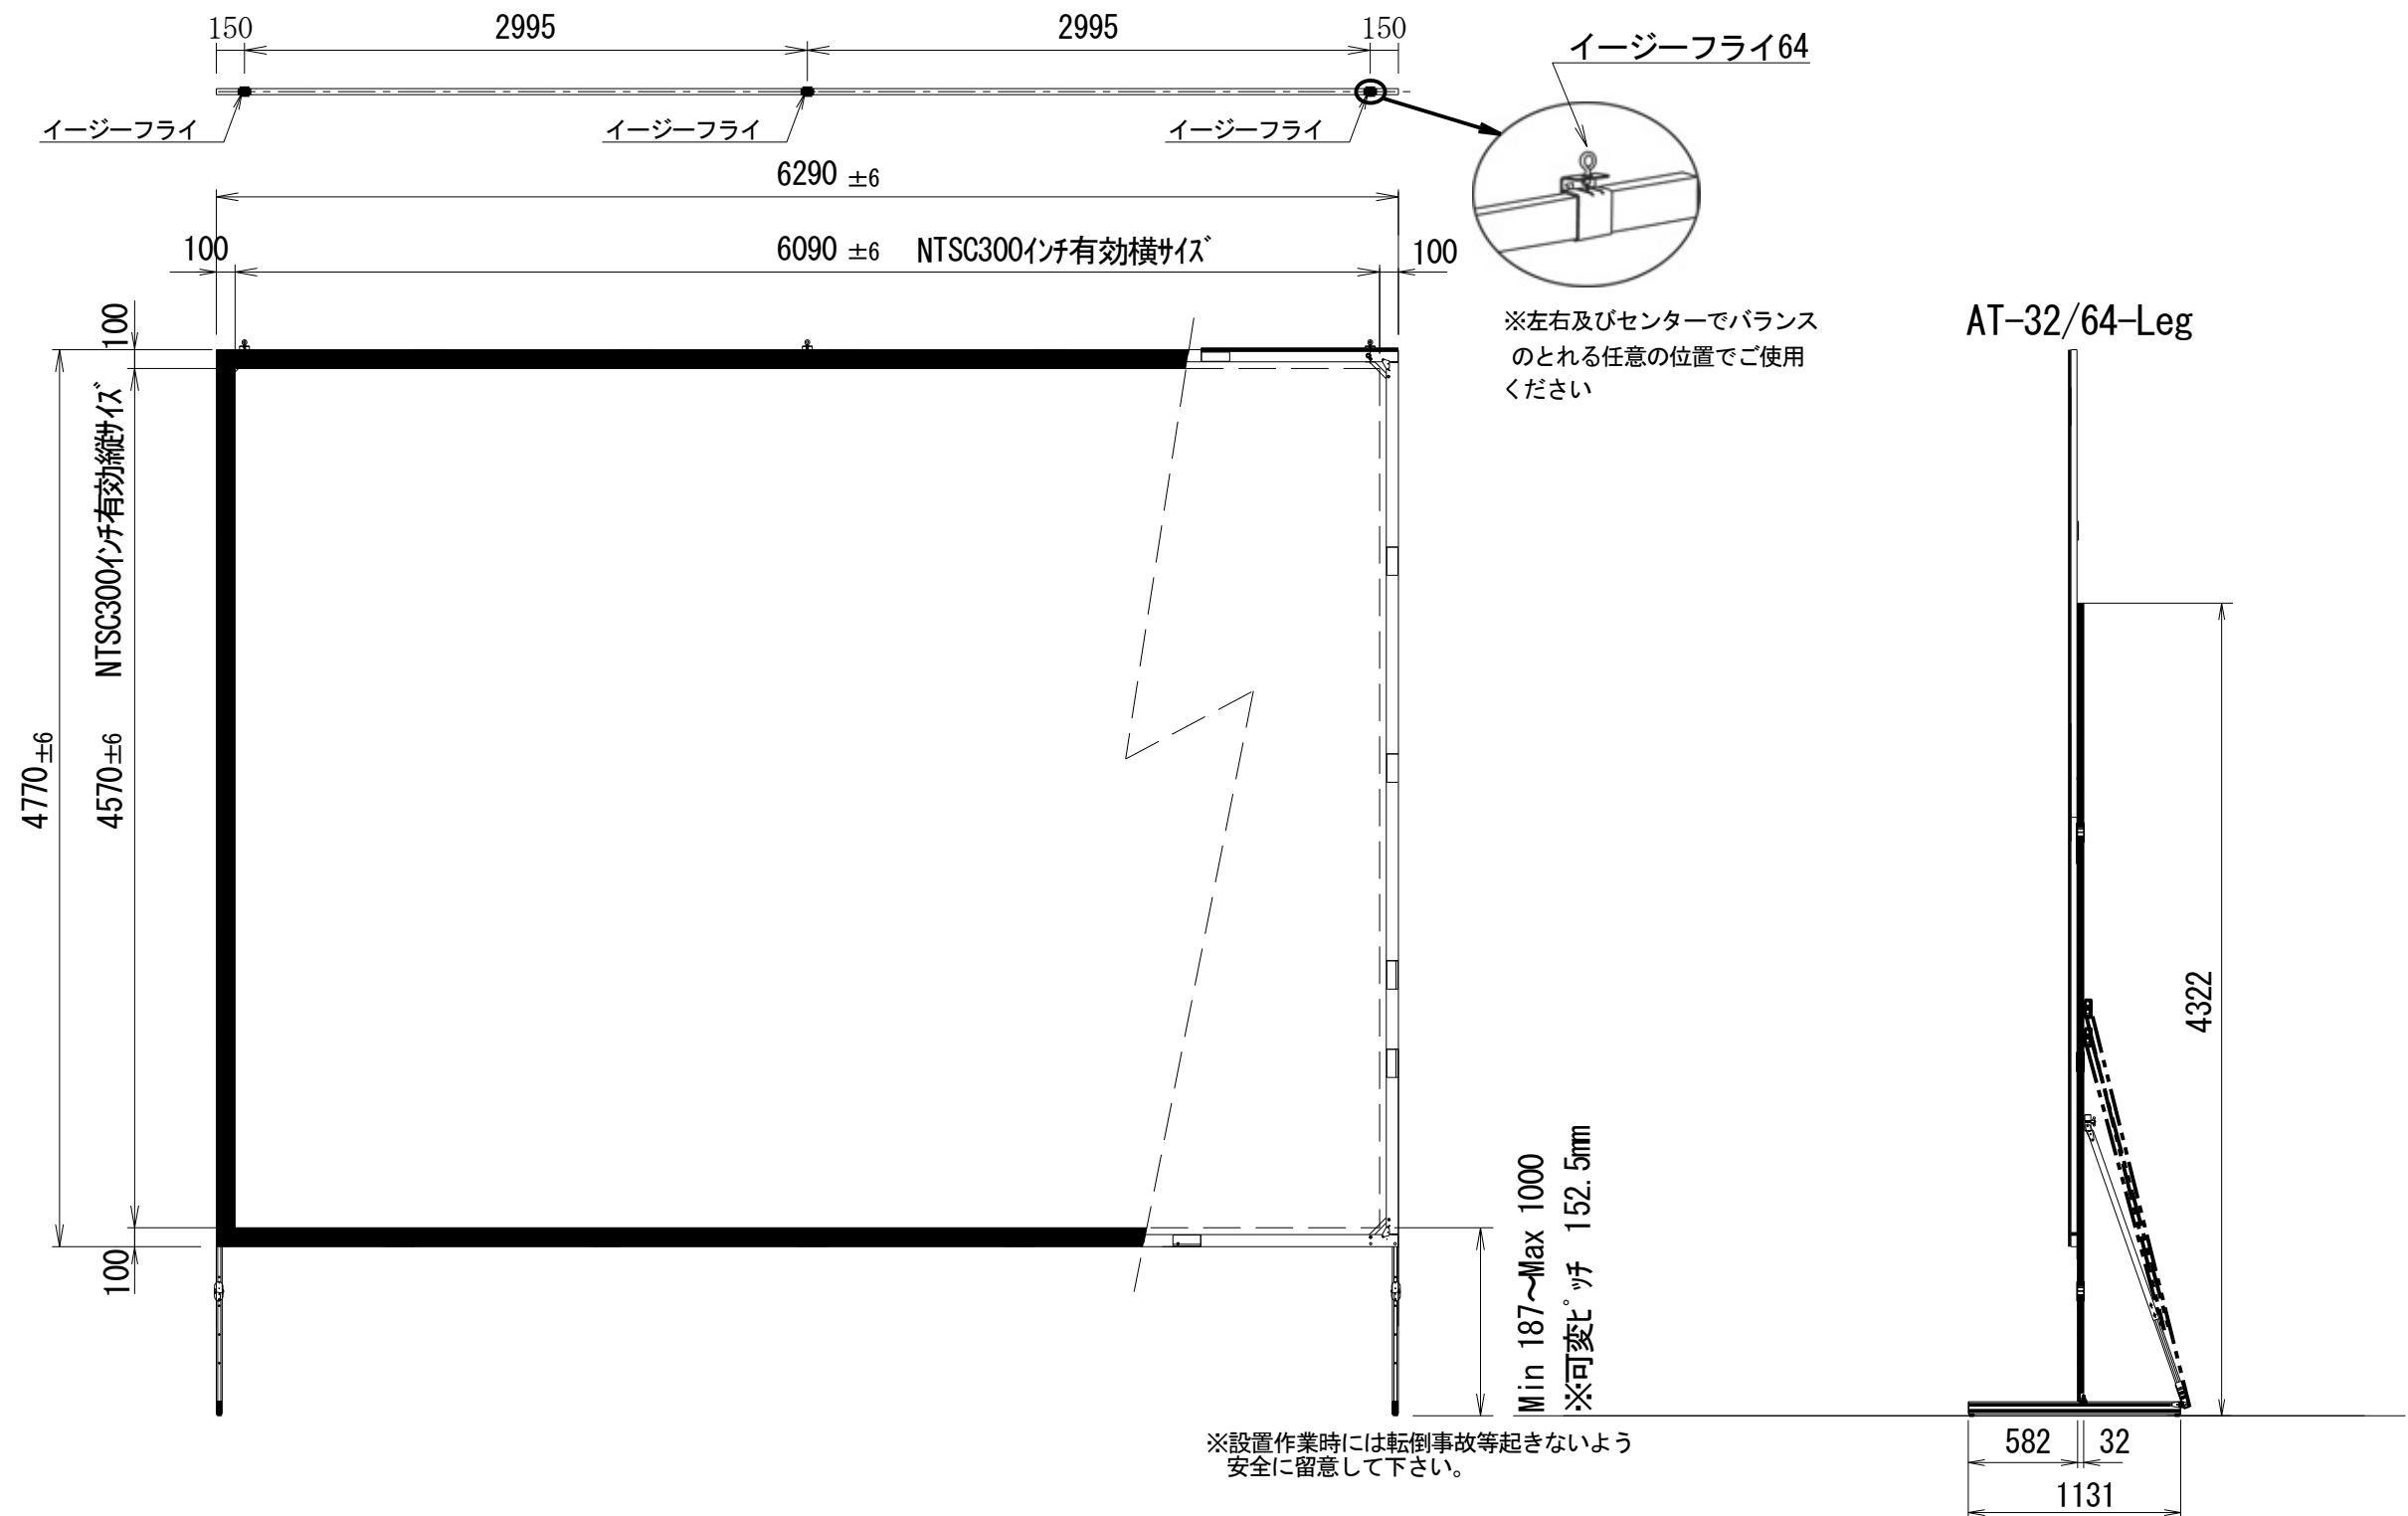 150
2995
2995
150
イージーフライ64
イージーフライ
イージーフライ
イージーフライ
6290 ±6
100
6090 ±6 NTSC300インチ有効横サイズ
100
※左右及びセンターでバランス
のとれる任意の位置でご使用
ください
AT-32/64-Leg
100
4770±6
4570±6 NTSC300インチ有効縦サイズ
100
Min 187~Max 1000
※可変ピッチ 152.5mm
※設置作業時には転倒事故等起きないよう
安全に留意して下さい。
4322
582
32
1131